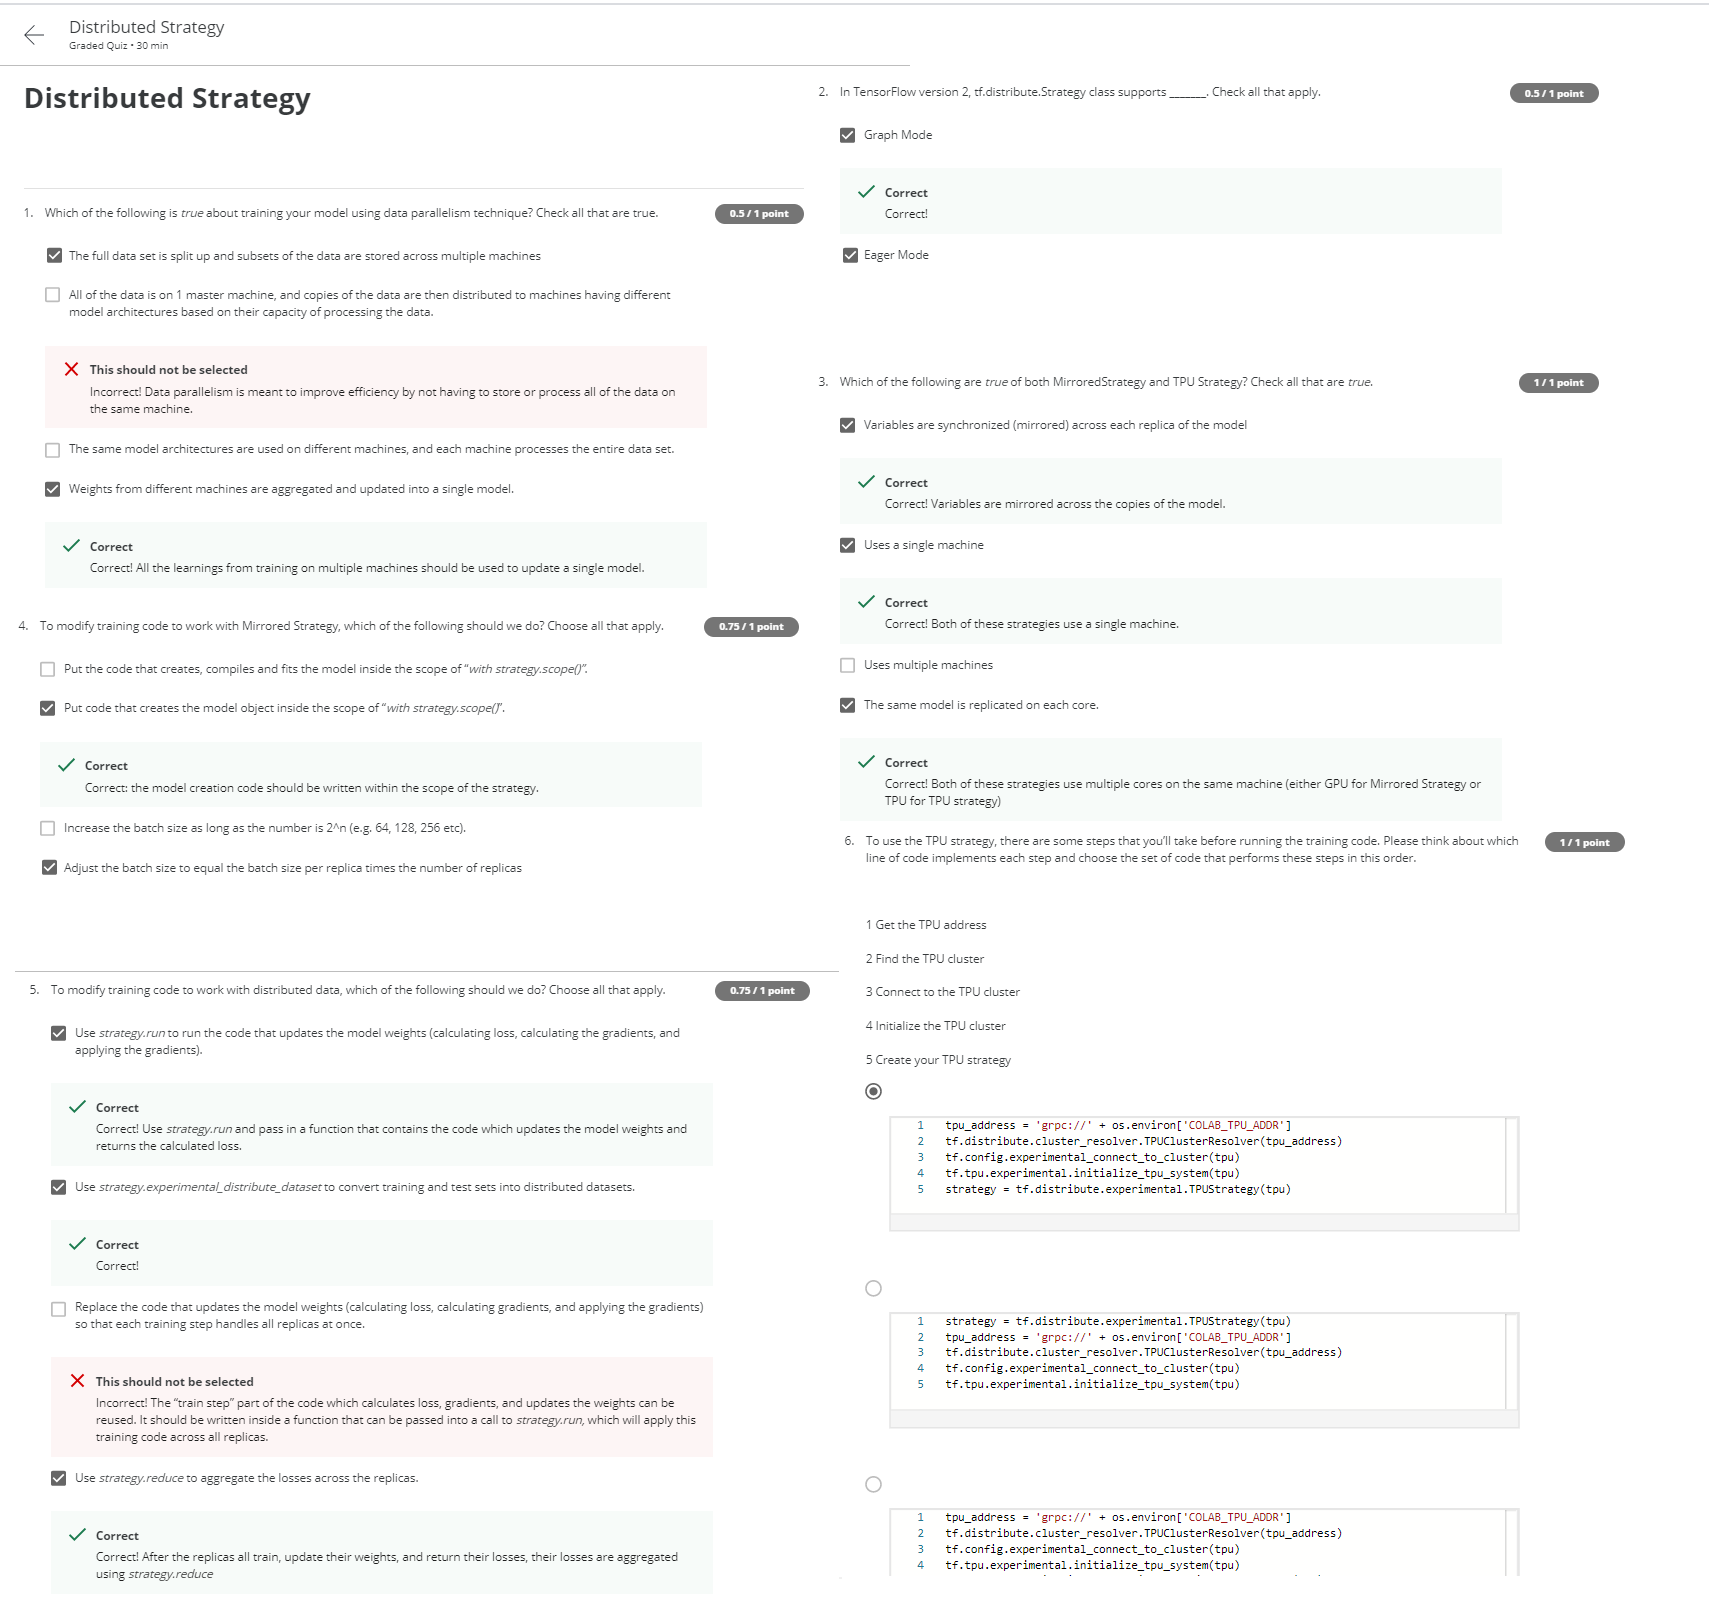 Distributed Strategy
Graded Quiz • 30 min
Distributed Strategy
1. Which of the following is true about training your model using data parallelism technique? Check all that are true.
0.5 / 1 point
The full data set is split up and subsets of the data are stored across multiple machines
All of the data is on 1 master machine, and copies of the data are then distributed to machines having different
model architectures based on their capacity of processing the data.
This should not be selected
Incorrect! Data parallelism is meant to improve efficiency by not having to store or process all of the data on
the same machine.
The same model architectures are used on different machines, and each machine processes the entire data set.
Weights from different machines are aggregated and updated into a single model.
Correct
Correct! All the learnings from training on multiple machines should be used to update a single model.
2. In TensorFlow version 2, tf.distribute.Strategy class supports _______. Check all that apply.
0.5 / 1 point
Graph Mode
Correct
Correct!
Eager Mode
3. Which of the following are true of both MirroredStrategy and TPU Strategy? Check all that are true.
1 / 1 point
Variables are synchronized (mirrored) across each replica of the model
Correct
Correct! Variables are mirrored across the copies of the model.
Uses a single machine
Correct
Correct! Both of these strategies use a single machine.
Uses multiple machines
The same model is replicated on each core.
Correct
Correct! Both of these strategies use multiple cores on the same machine (either GPU for Mirrored Strategy or
TPU for TPU strategy)
4. To modify training code to work with Mirrored Strategy, which of the following should we do? Choose all that apply.
0.75 / 1 point
Put the code that creates, compiles and fits the model inside the scope of “with strategy.scope()”.
Put code that creates the model object inside the scope of “with strategy.scope()”.
Correct
Correct: the model creation code should be written within the scope of the strategy.
Increase the batch size as long as the number is 2^n (e.g. 64, 128, 256 etc).
Adjust the batch size to equal the batch size per replica times the number of replicas
5. To modify training code to work with distributed data, which of the following should we do? Choose all that apply.
0.75 / 1 point
Use strategy.run to run the code that updates the model weights (calculating loss, calculating the gradients, and
applying the gradients).
Correct
Correct! Use strategy.run and pass in a function that contains the code which updates the model weights and
returns the calculated loss.
Use strategy.experimental_distribute_dataset to convert training and test sets into distributed datasets.
Correct
Correct!
Replace the code that updates the model weights (calculating loss, calculating gradients, and applying the gradients)
so that each training step handles all replicas at once.
This should not be selected
Incorrect! The “train step” part of the code which calculates loss, gradients, and updates the weights can be
reused. It should be written inside a function that can be passed into a call to strategy.run, which will apply this
training code across all replicas.
Use strategy.reduce to aggregate the losses across the replicas.
Correct
Correct! After the replicas all train, update their weights, and return their losses, their losses are aggregated
using strategy.reduce
6. To use the TPU strategy, there are some steps that you’ll take before running the training code. Please think about which
line of code implements each step and choose the set of code that performs these steps in this order.
1 / 1 point
1 Get the TPU address
2 Find the TPU cluster
3 Connect to the TPU cluster
4 Initialize the TPU cluster
5 Create your TPU strategy
1 tpu_address = 'grpc://' + os.environ['COLAB_TPU_ADDR']
2 tf.distribute.cluster_resolver.TPUClusterResolver(tpu_address)
3 tf.config.experimental_connect_to_cluster(tpu)
4 tf.tpu.experimental.initialize_tpu_system(tpu)
5 strategy = tf.distribute.experimental.TPUStrategy(tpu)
1 strategy = tf.distribute.experimental.TPUStrategy(tpu)
2 tpu_address = 'grpc://' + os.environ['COLAB_TPU_ADDR']
3 tf.distribute.cluster_resolver.TPUClusterResolver(tpu_address)
4 tf.config.experimental_connect_to_cluster(tpu)
5 tf.tpu.experimental.initialize_tpu_system(tpu)
1 tpu_address = 'grpc://' + os.environ['COLAB_TPU_ADDR']
2 tf.distribute.cluster_resolver.TPUClusterResolver(tpu_address)
3 tf.config.experimental_connect_to_cluster(tpu)
4 tf.tpu.experimental.initialize_tpu_system(tpu)